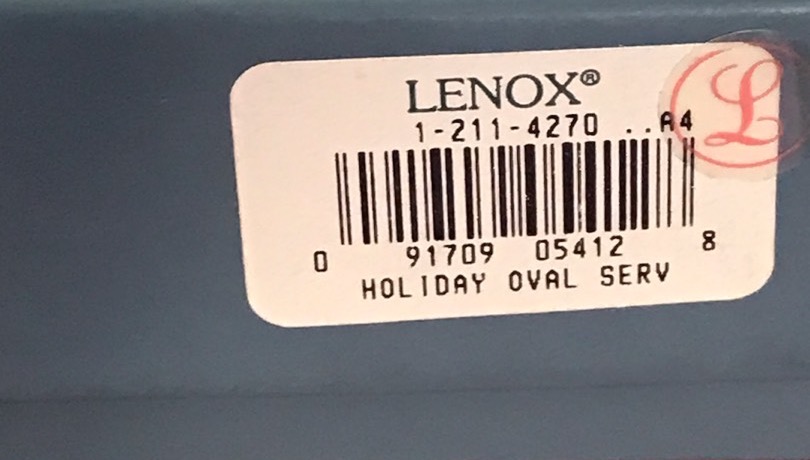 LENOX®
1-211-4270 ..A4
L
0 91709 05412 8
HOLIDAY OVAL SERV